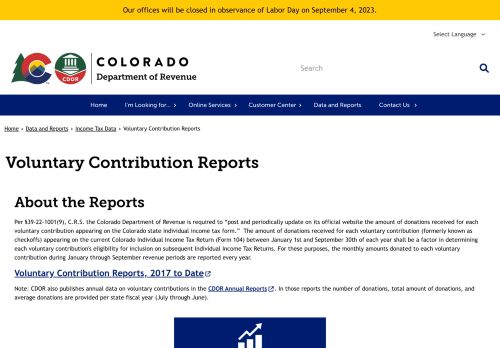 Our offices will be closed in observance of Labor Day on September 4, 2023.
Select Language
COLORADO
Department of Revenue
CDOR
Search
Home I'm Looking for... Online Services Customer Center Data and Reports Contact Us
Home › Data and Reports › Income Tax Data › Voluntary Contribution Reports
Voluntary Contribution Reports
About the Reports
Per §39-22-1001(9), C.R.S. the Colorado Department of Revenue is required to “post and periodically update on its official website the amount of donations received for each
voluntary contribution appearing on the Colorado state individual income tax form.” The amount of donations received for each voluntary contribution (formerly known as
checkoffs) appearing on the current Colorado Individual Income Tax Return (Form 104) between January 1st and September 30th of each year shall be a factor in determining
each voluntary contribution's eligibility for inclusion on subsequent Individual Income Tax Returns. For these purposes, the monthly amounts donated to each voluntary
contribution during January through September revenue periods are reported every year.
Voluntary Contribution Reports, 2017 to Date
Note: CDOR also publishes annual data on voluntary contributions in the CDOR Annual Reports. In those reports the number of donations, total amount of donations, and
average donations are provided per state fiscal year (July through June).